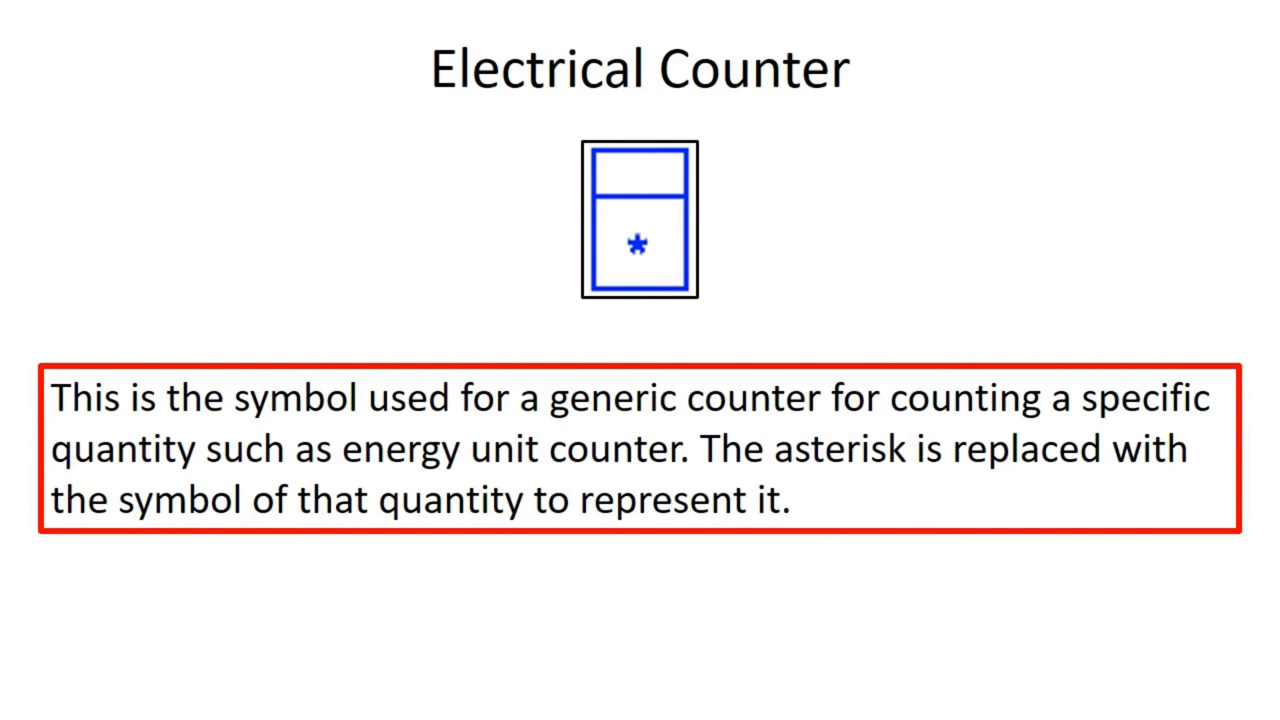 Electrical Counter
*
This is the symbol used for a generic counter for counting a specific
quantity such as energy unit counter. The asterisk is replaced with
the symbol of that quantity to represent it.